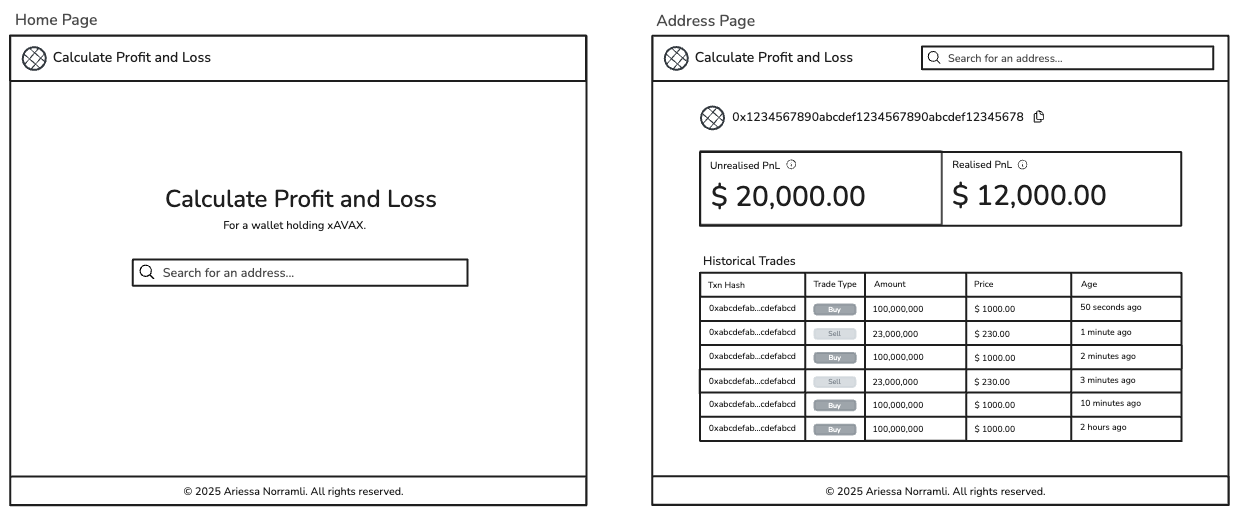 Home Page
Calculate Profit and Loss
Calculate Profit and Loss
For a wallet holding xAVAX.
Search for an address...
© 2025 Ariessa Norramli. All rights reserved.
Address Page
Calculate Profit and Loss
Search for an address...
0x1234567890abcdef1234567890abcdef12345678
Unrealised PnL Realised PnL
$ 20,000.00 $ 12,000.00
Historical Trades
Txn Hash Trade Type Amount Price Age
0xabcdefab...cdefabcd Buy 100,000,000 $ 1000.00 50 seconds ago
0xabcdefab...cdefabcd Sell 23,000,000 $ 230.00 1 minute ago
0xabcdefab...cdefabcd Buy 100,000,000 $ 1000.00 2 minutes ago
0xabcdefab...cdefabcd Sell 23,000,000 $ 230.00 3 minutes ago
0xabcdefab...cdefabcd Buy 100,000,000 $ 1000.00 10 minutes ago
0xabcdefab...cdefabcd Buy 100,000,000 $ 1000.00 2 hours ago
© 2025 Ariessa Norramli. All rights reserved.